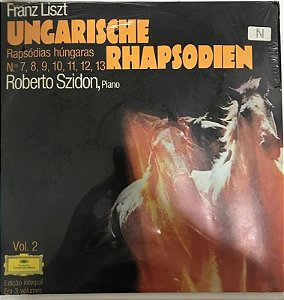 Franz Liszt
UNGARISCHE
Rapsódias húngaras
RHAPSODIEN
Nos 7, 8, 9, 10, 11, 12, 13
Roberto Szidon, Piano
N
Vol. 2
Edição integral
Em 3 volumes